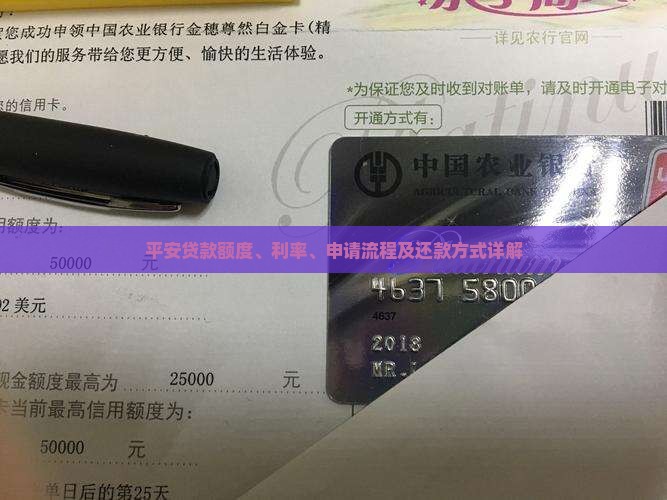 您成功申领中国农业银行金穗尊然白金卡(精
愿我们的服务带给您更方便、愉快的生活体验。
详见农行官网
*为保证您及时收到对账单，请及时开通电子对
的信用卡。
开通方式有：
中国农业银
AGRICULTURAL BANK O
用额度为：
平安贷款额度、利率、申请流程及还款方式详解
50000
4637 5800
4637
2美元
2018
MR.
现金额度最高为 25000 元
卡当前最高信用额度为：
50000 元
单日后的第25天